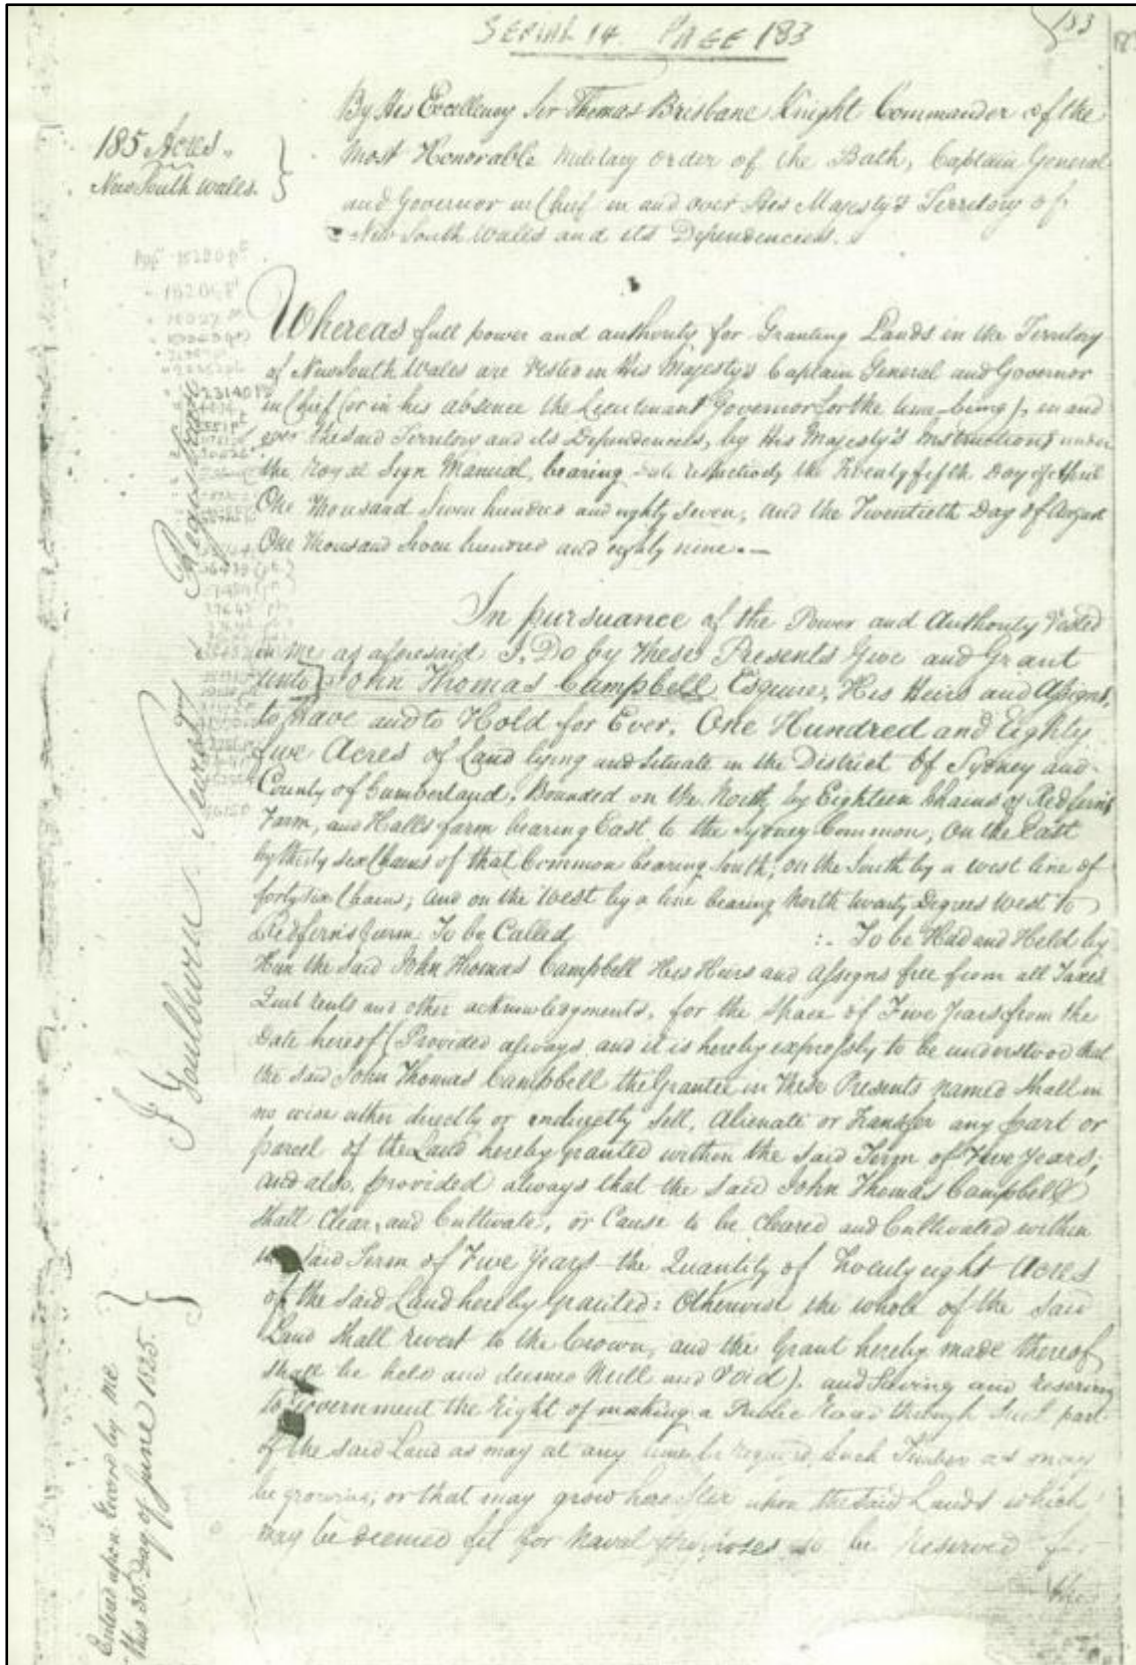 SERIAL 14. PAGE 183
183
185 Acres.
New South Wales.
By His Excellency Sir Thomas Brisbane Knight Commander of the
Most Honorable Military Order of the Bath, Captain General
and Governor in Chief in and over His Majesty's Territory of
New South Wales and its Dependencies.
Whereas full power and authority for Granting Lands in the Territory
of New South Wales are Vested in His Majesty's Captain General and Governor
in Chief (or in his absence the Lieutenant Governor for the time being), in and
over the said Territory and its Dependencies, by His Majesty's Instructions under
the Royal Sign Manual, bearing date respectively the Twenty fifth Day of April
One thousand Seven hundred and eighty seven, and the Twentieth Day of August
One thousand Seven hundred and eighty nine.—
In pursuance of the Power and Authority Vested
in me as aforesaid I, Do by these Presents Give and Grant
unto John Thomas Campbell Esquire, His Heirs and Assigns,
to Have and to Hold for Ever. One Hundred and Eighty
five Acres of Land lying and Situate in the District Of Sydney and
County of Cumberland, Bounded on the North by Eighteen Chains of Redfern's
Farm, and Halls farm bearing East to the Sydney Common, On the East
by thirty six Chains of that Common bearing South; on the South by a west line of
forty six Chains; and on the West by a line bearing North twenty Degrees West to
Redfern's farm To be Called :. To be Had and Held by
Him the said John Thomas Campbell His Heirs and Assigns free from all Taxes
Quit Rents and other acknowledgments, for the Space of Five Years from the
Date hereof (Provided always and it is hereby expressly to be understood that
the said John Thomas Campbell the Grantee in these Presents named Shall in
no wise either directly or indirectly Sell, Alienate or Transfer any part or
parcel of the Land hereby granted within the said Term of Five Years;
and also, provided always that the said John Thomas Campbell
Shall Clear, and Cultivate, or Cause to be cleared and Cultivated within
the Said Term of Five Years the Quantity of Twenty eight Acres
of the said Land hereby granted: Otherwise the whole of the said
Land Shall revert to the Crown, and the Grant hereby made thereof
shall be held and deemed Null and Void). and Saving and reserving
to Government the Right of making a Public Road through such part
of the said Land as may at any time be required, Such Timber as may
be growing, or that may grow hereafter upon the said Lands which
may be deemed fit for Naval Purposes to be Reserved for
the
Goulburn Secretary Registrar
Entered upon Record by Me
this 30 Day of June 1825.